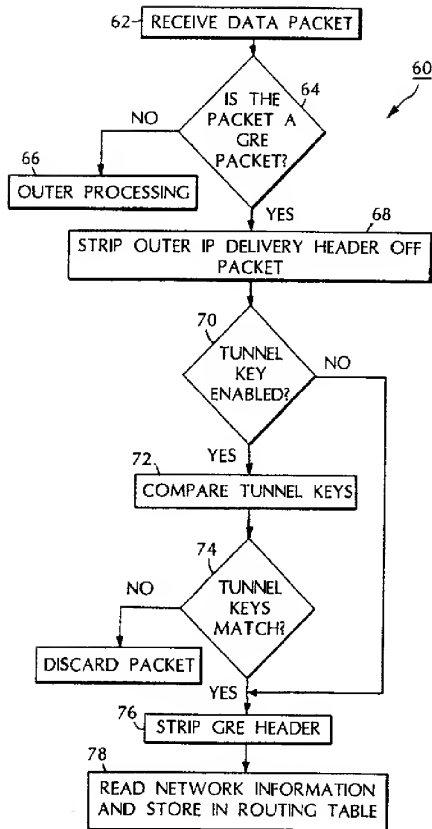 62
RECEIVE DATA PACKET
60
64
IS THE
PACKET A
GRE
PACKET?
NO
66
OUTER PROCESSING
YES
68
STRIP OUTER IP DELIVERY HEADER OFF
PACKET
70
TUNNEL
KEY
ENABLED?
NO
YES
72
COMPARE TUNNEL KEYS
74
TUNNEL
KEYS
MATCH?
NO
DISCARD PACKET
YES
76
STRIP GRE HEADER
78
READ NETWORK INFORMATION
AND STORE IN ROUTING TABLE